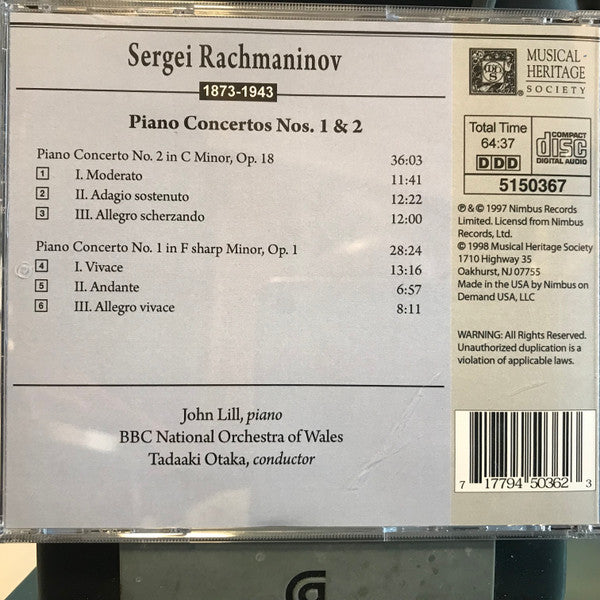 Sergei Rachmaninov
1873-1943
Piano Concertos Nos. 1 & 2
Piano Concerto No. 2 in C Minor, Op. 18 36:03
1 I. Moderato 11:41
2 II. Adagio sostenuto 12:22
3 III. Allegro scherzando 12:00
Piano Concerto No. 1 in F sharp Minor, Op. 1 28:24
4 I. Vivace 13:16
5 II. Andante 6:57
6 III. Allegro vivace 8:11
John Lill, piano
BBC National Orchestra of Wales
Tadaaki Otaka, conductor
MUSICAL-
HERITAGE
SOCIETY
Total Time
64:37
DDD
COMPACT
disc
DIGITAL AUDIO
5150367
℗ & © 1997 Nimbus Records
Limited. Licensd from Nimbus
Records, Ltd.
© 1998 Musical Heritage Society
1710 Highway 35
Oakhurst, NJ 07755
Made in the USA by Nimbus on
Demand USA, LLC
WARNING: All Rights Reserved.
Unauthorized duplication is a
violation of applicable laws.
7 17794 50362 3